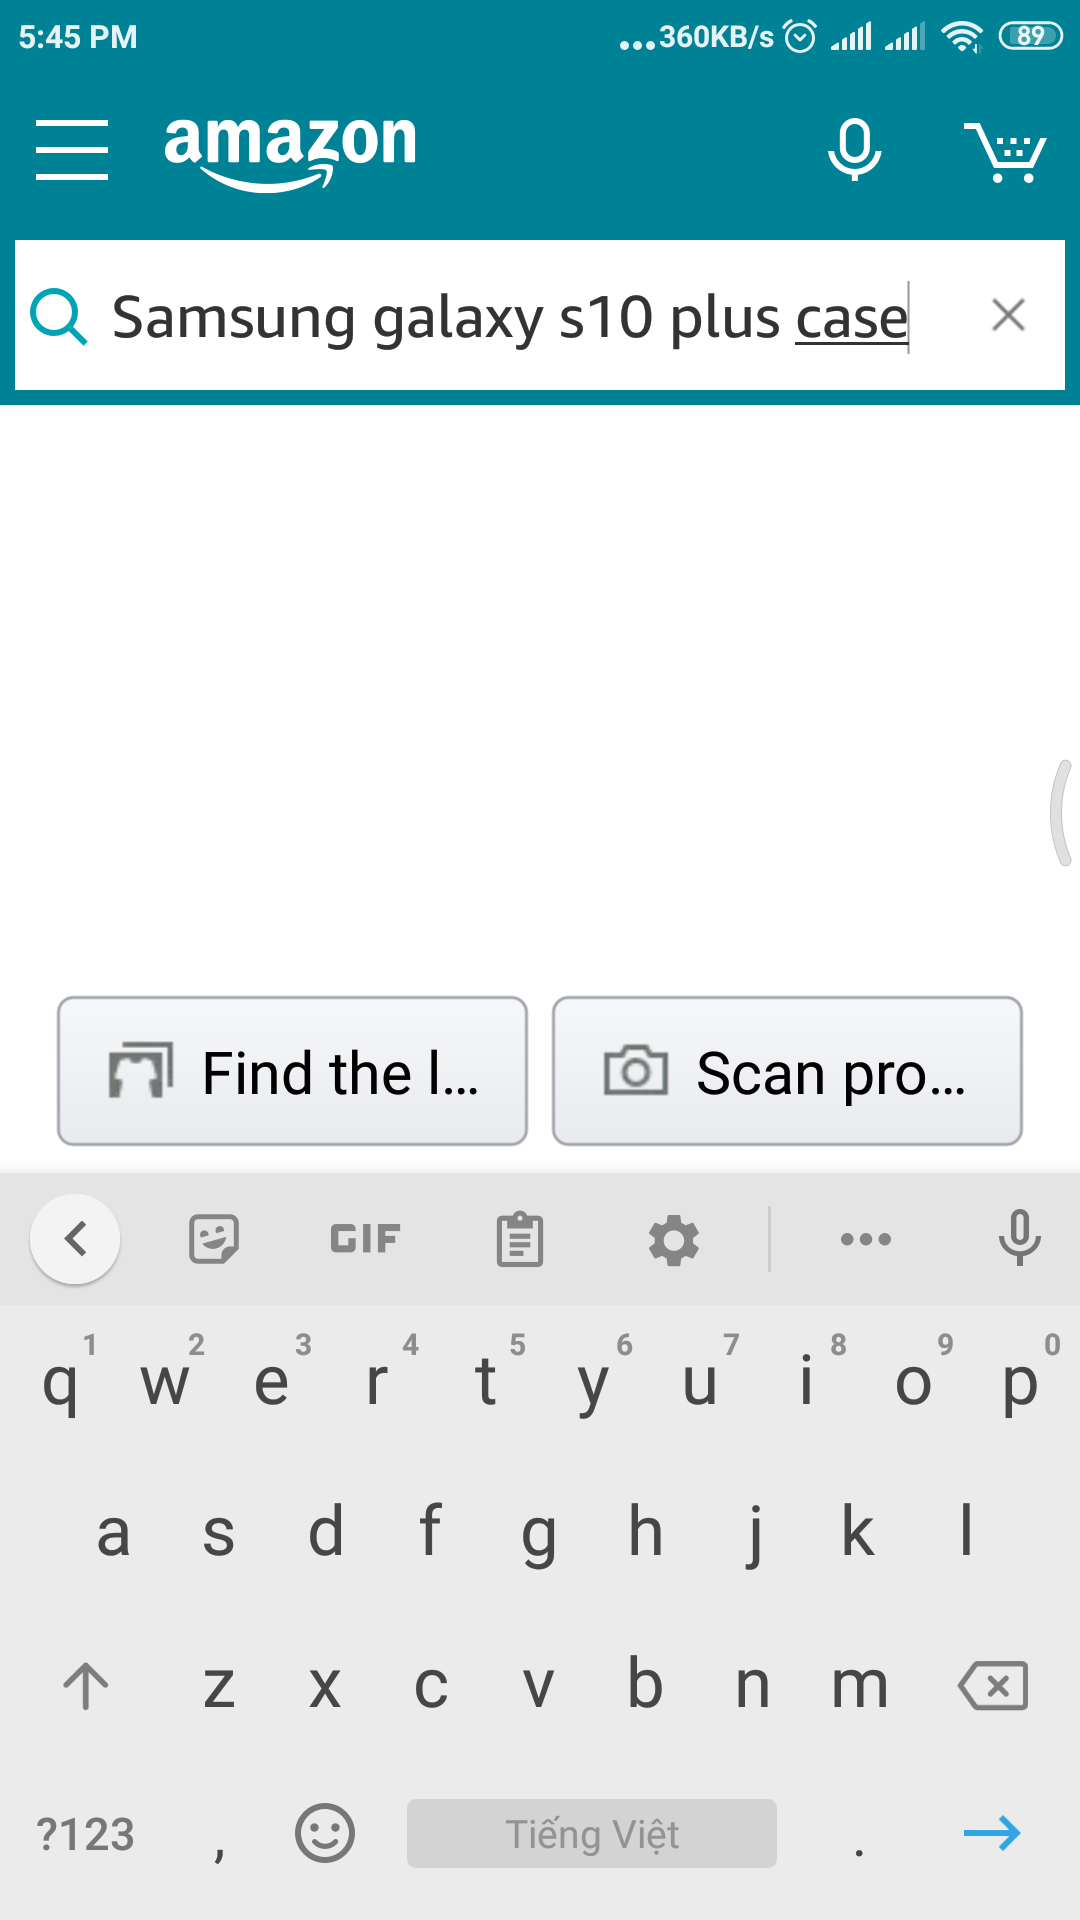 5:45 PM
...360KB/s 89
amazon
Samsung galaxy s10 plus case
Find the l...
Scan pro...
GIF
1 2 3 4 5 6 7 8 9 0
q w e r t y u i o p
a s d f g h j k l
z x c v b n m
?123 , Tiếng Việt .